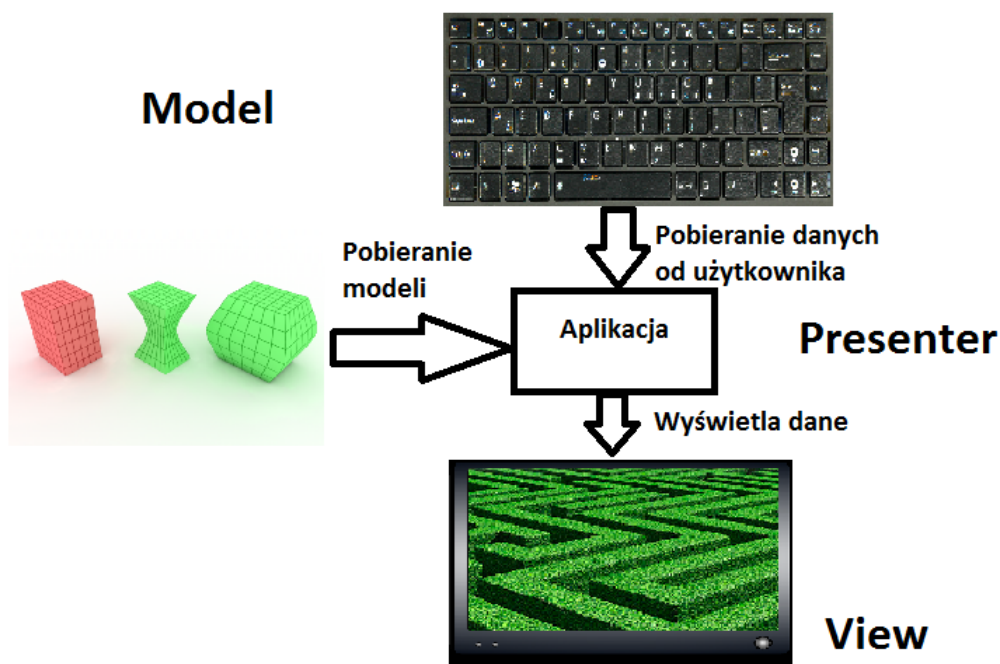 Model
Pobieranie danych
od użytkownika
Pobieranie
modeli
Aplikacja
Presenter
Wyświetla dane
View